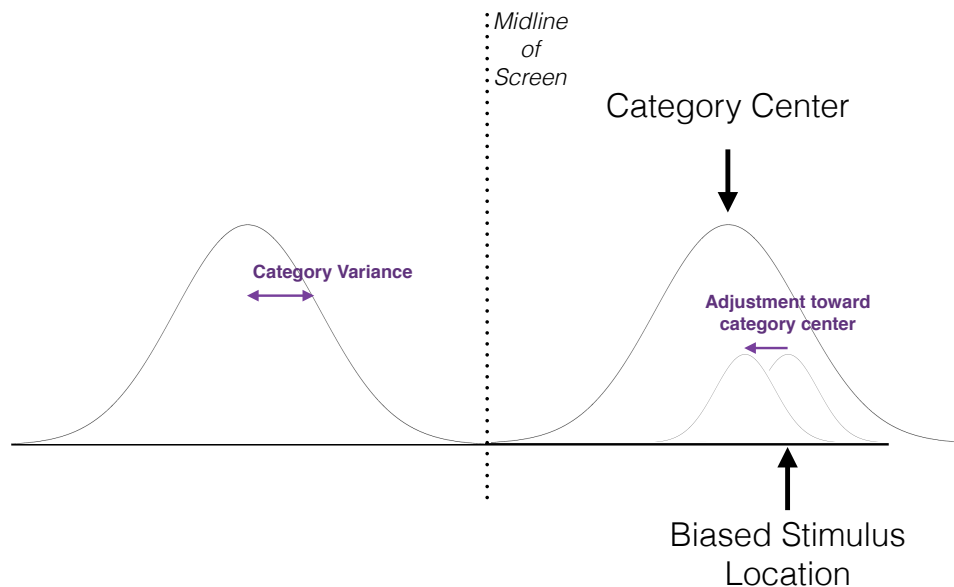 Midline
of
Screen
Category Center
Category Variance
Adjustment toward
category center
Biased Stimulus
Location